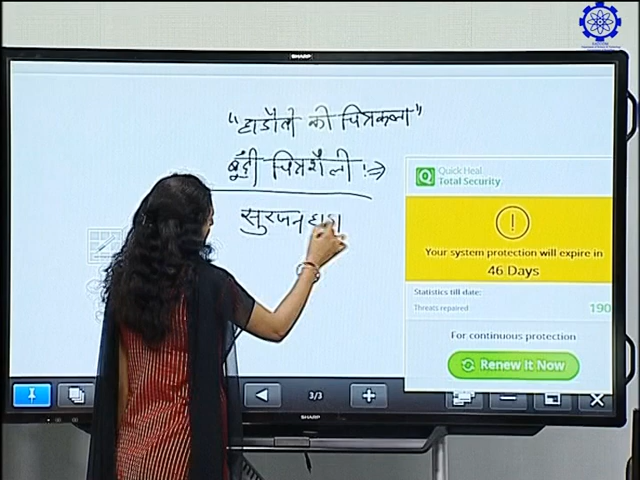 SHARP
"हाडौती की चित्रकला"
बूँदी चित्रशैली :⇒
सुरजन
Quick Heal
Total Security
Your system protection will expire in
46 Days
Statistics till date:
Threats repaired 190
For continuous protection
Renew It Now
3/3
SHARP